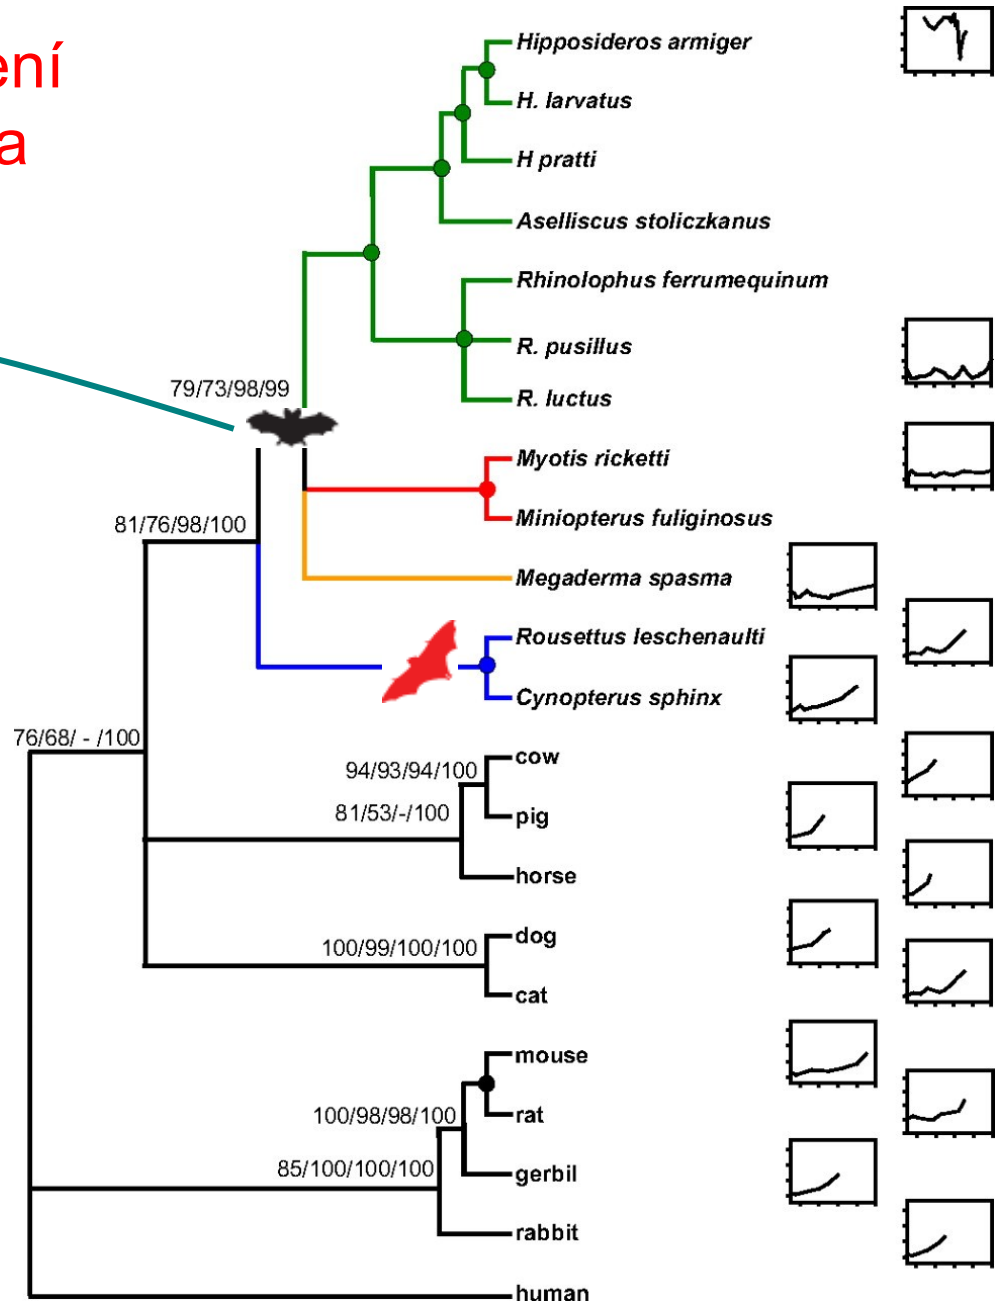 ení
a
Hipposideros armiger
H. larvatus
H pratti
Aselliscus stoliczkanus
Rhinolophus ferrumequinum
R. pusillus
R. luctus
79/73/98/99
Myotis ricketti
Miniopterus fuliginosus
81/76/98/100
Megaderma spasma
Rousettus leschenaulti
Cynopterus sphinx
76/68/ - /100
cow
94/93/94/100
81/53/-/100
pig
horse
dog
100/99/100/100
cat
mouse
100/98/98/100
rat
85/100/100/100
gerbil
rabbit
human